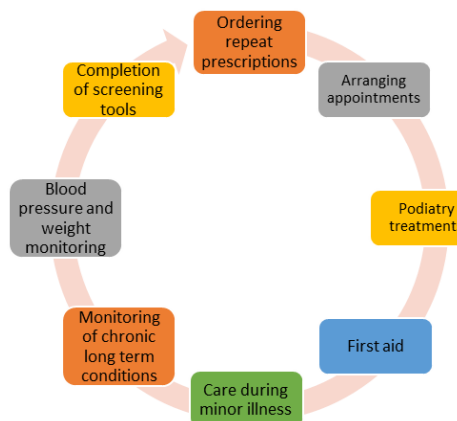 Ordering
repeat
prescriptions
Arranging
appointments
Podiatry
treatment
First aid
Care during
minor illness
Monitoring
of chronic
long term
conditions
Blood
pressure and
weight
monitoring
Completion
of screening
tools